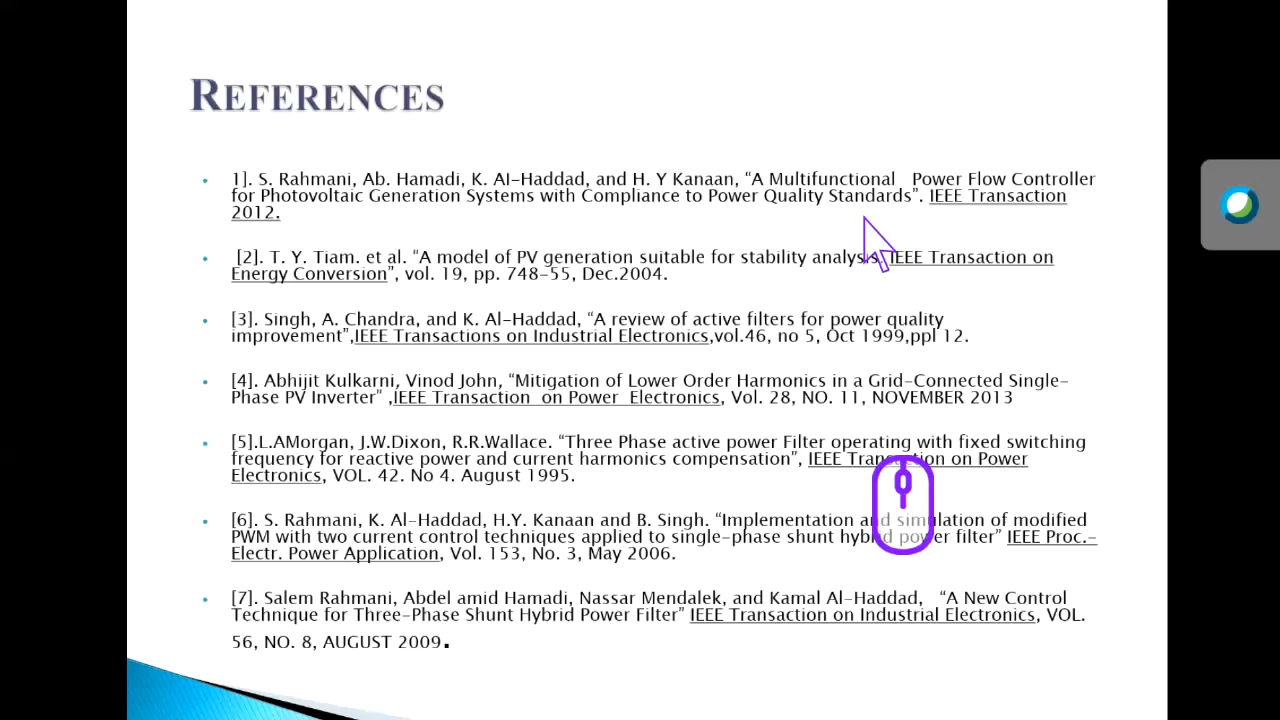 REFERENCES
1]. S. Rahmani, Ab. Hamadi, K. Al-Haddad, and H. Y Kanaan, “A Multifunctional Power Flow Controller
for Photovoltaic Generation Systems with Compliance to Power Quality Standards”. IEEE Transaction
2012.
[2]. T. Y. Tiam. et al. “A model of PV generation suitable for stability analysis, IEEE Transaction on
Energy Conversion”, vol. 19, pp. 748-55, Dec.2004.
[3]. Singh, A. Chandra, and K. Al-Haddad, “A review of active filters for power quality
improvement”,IEEE Transactions on Industrial Electronics,vol.46, no 5, Oct 1999,ppl 12.
[4]. Abhijit Kulkarni, Vinod John, “Mitigation of Lower Order Harmonics in a Grid-Connected Single-
Phase PV Inverter” ,IEEE Transaction on Power Electronics, Vol. 28, NO. 11, NOVEMBER 2013
[5].L.AMorgan, J.W.Dixon, R.R.Wallace. “Three Phase active power Filter operating with fixed switching
frequency for reactive power and current harmonics compensation”, IEEE Transaction on Power
Electronics, VOL. 42. No 4. August 1995.
[6]. S. Rahmani, K. Al-Haddad, H.Y. Kanaan and B. Singh. “Implementation and simulation of modified
PWM with two current control techniques applied to single-phase shunt hybrid power filter” IEEE Proc.-
Electr. Power Application, Vol. 153, No. 3, May 2006.
[7]. Salem Rahmani, Abdel amid Hamadi, Nassar Mendalek, and Kamal Al-Haddad, “A New Control
Technique for Three-Phase Shunt Hybrid Power Filter” IEEE Transaction on Industrial Electronics, VOL.
56, NO. 8, AUGUST 2009.